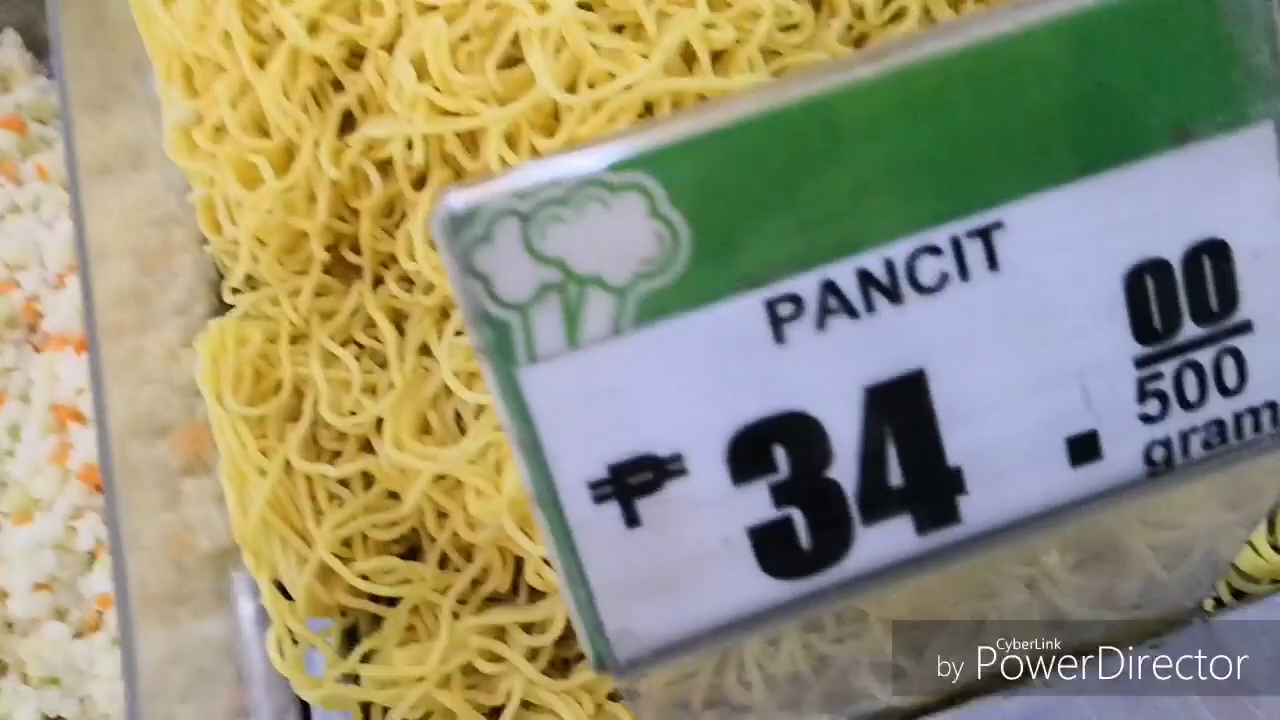 PANCIT
₱ 34.00
500
gram
CyberLink
by PowerDirector